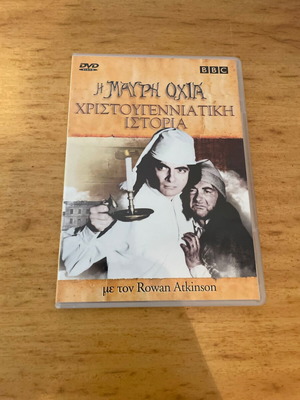 DVD
BBC
Η ΜΑΥΡΗ ΟΧΙΑ
ΧΡΙΣΤΟΥΓΕΝΝΙΑΤΙΚΗ
ΙΣΤΟΡΙΑ
με τον Rowan Atkinson